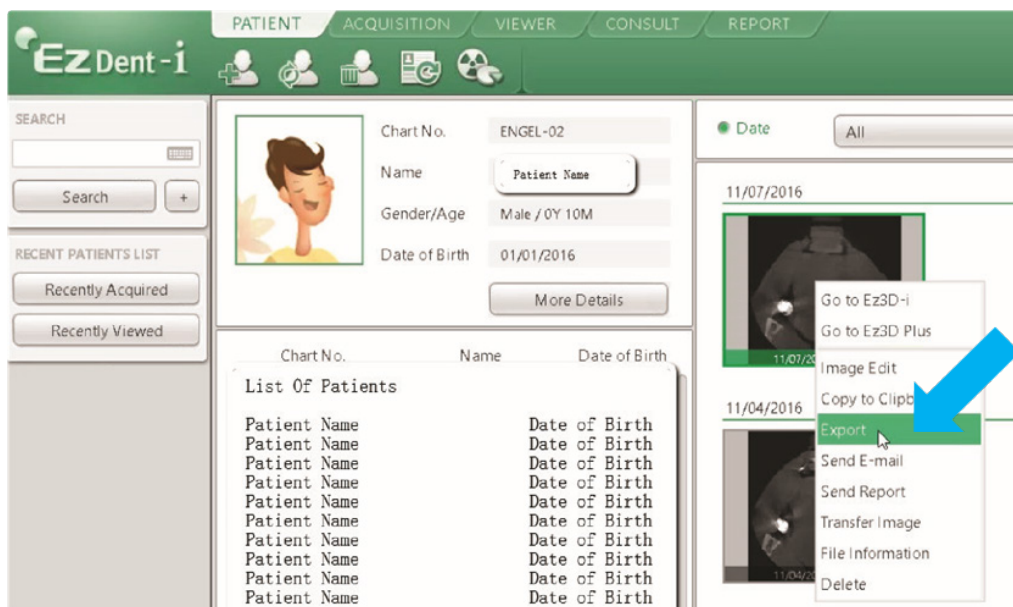 PATIENT ACQUISITION VIEWER CONSULT REPORT
EZ Dent-i
SEARCH
Search +
RECENT PATIENTS LIST
Recently Acquired
Recently Viewed
Chart No. ENGEL-02
Name Patient Name
Gender/Age Male / 0Y 10M
Date of Birth 01/01/2016
More Details
Chart No. Name Date of Birth
List Of Patients
Patient Name Date of Birth
Patient Name Date of Birth
Patient Name Date of Birth
Patient Name Date of Birth
Patient Name Date of Birth
Patient Name Date of Birth
Patient Name Date of Birth
Patient Name Date of Birth
Patient Name Date of Birth
Patient Name Date of Birth
Date All
11/07/2016
11/07/20
11/04/2016
11/04/20
Go to Ez3D-i
Go to Ez3D Plus
Image Edit
Copy to Clipb
Export
Send E-mail
Send Report
Transfer Image
File Information
Delete